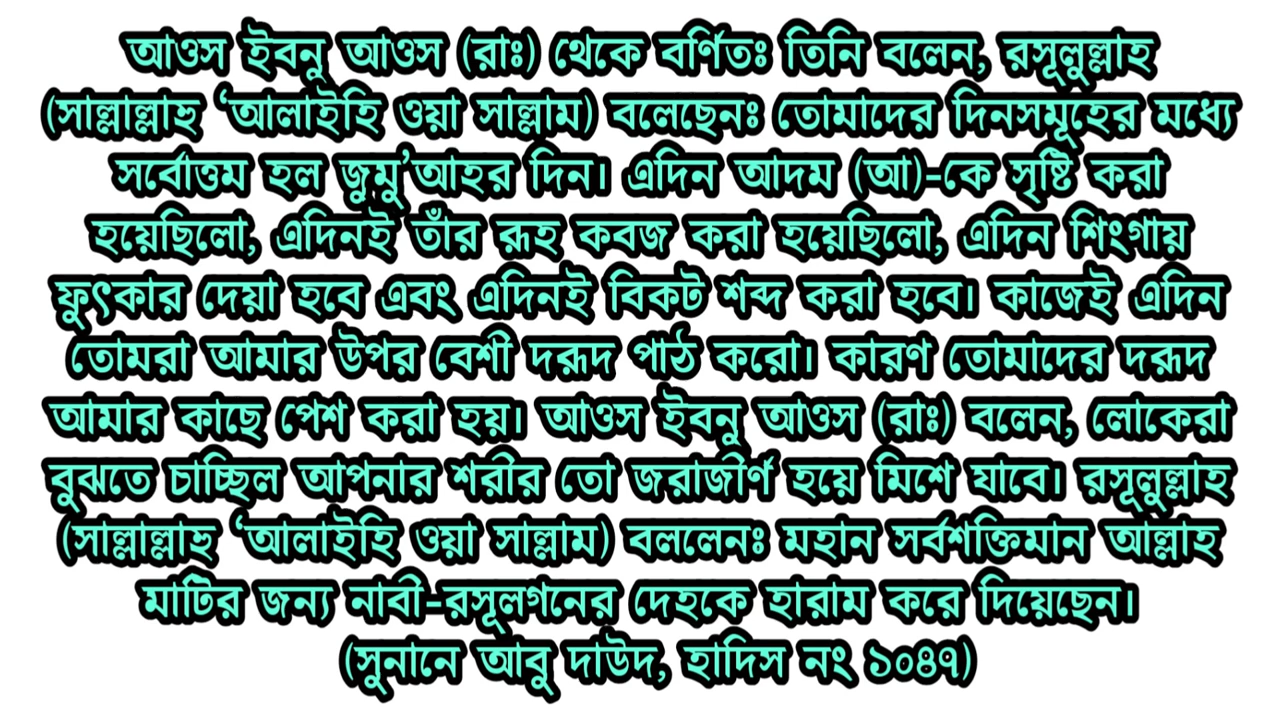 আওস ইবনু আওস (রাঃ) থেকে বর্ণিতঃ তিনি বলেন, রসূলুল্লাহ
(সাল্লাল্লাহু ‘আলাইহি ওয়া সাল্লাম) বলেছেনঃ তোমাদের দিনসমূহের মধ্যে
সর্বোত্তম হল জুমু’আহর দিন। এদিন আদম (আ)-কে সৃষ্টি করা
হয়েছিলো, এদিনই তাঁর রূহ কবজ করা হয়েছিলো, এদিন শিংগায়
ফুৎকার দেয়া হবে এবং এদিনই বিকট শব্দ করা হবে। কাজেই এদিন
তোমরা আমার উপর বেশী দরূদ পাঠ করো। কারণ তোমাদের দরূদ
আমার কাছে পেশ করা হয়। আওস ইবনু আওস (রাঃ) বলেন, লোকেরা
বুঝতে চাচ্ছিল আপনার শরীর তো জরাজীর্ণ হয়ে মিশে যাবে। রসূলুল্লাহ
(সাল্লাল্লাহু ‘আলাইহি ওয়া সাল্লাম) বললেনঃ মহান সর্বশক্তিমান আল্লাহ
মাটির জন্য নাবী-রসূলগনের দেহকে হারাম করে দিয়েছেন।
(সুনানে আবু দাউদ, হাদিস নং ১০৪৭)